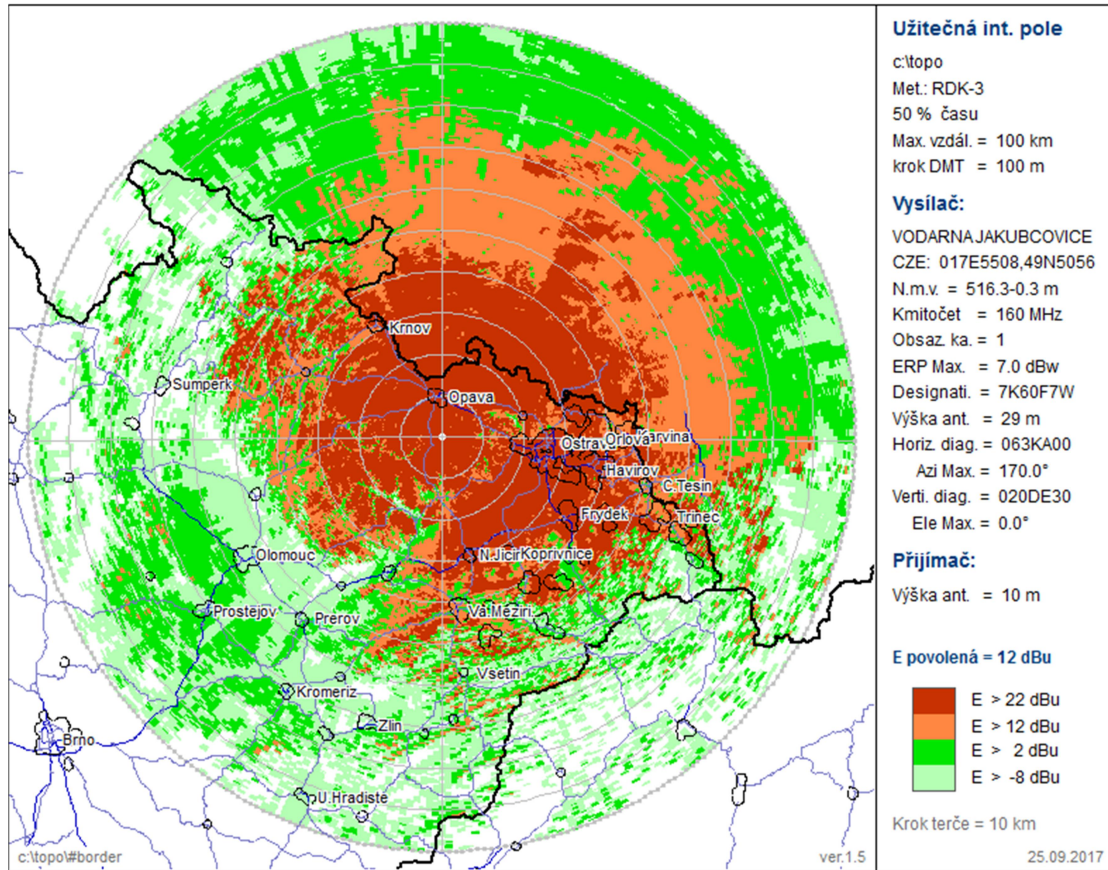 Užitečná int. pole
c:\topo
Met.: RDK-3
50 % času
Max. vzdál. = 100 km
krok DMT = 100 m
Vysílač:
VODARNAJAKUBCOVICE
CZE: 017E5508,49N5056
N.m.v. = 516.3-0.3 m
Kmitočet = 160 MHz
Obsaz. ka. = 1
ERP Max. = 7.0 dBw
Designati. = 7K60F7W
Výška ant. = 29 m
Horiz. diag. = 063KA00
Azi Max. = 170.0°
Verti. diag. = 020DE30
Ele Max. = 0.0°
Přijímač:
Výška ant. = 10 m
E povolená = 12 dBu
E > 22 dBu
E > 12 dBu
E > 2 dBu
E > -8 dBu
Krok terče = 10 km
25.09.2017
Krnov
Sumperk
Opava
Ostrava
Orlova
Karvina
Havirov
C Tesin
Frydek
Trinec
Olomouc
N.Jicin
Koprivnice
Prostejov
Prerov
Va.Meziri.
Vsetin
Kromeriz
Zlin
Brno
U.Hradiste
c:\topo\#border
ver.1.5